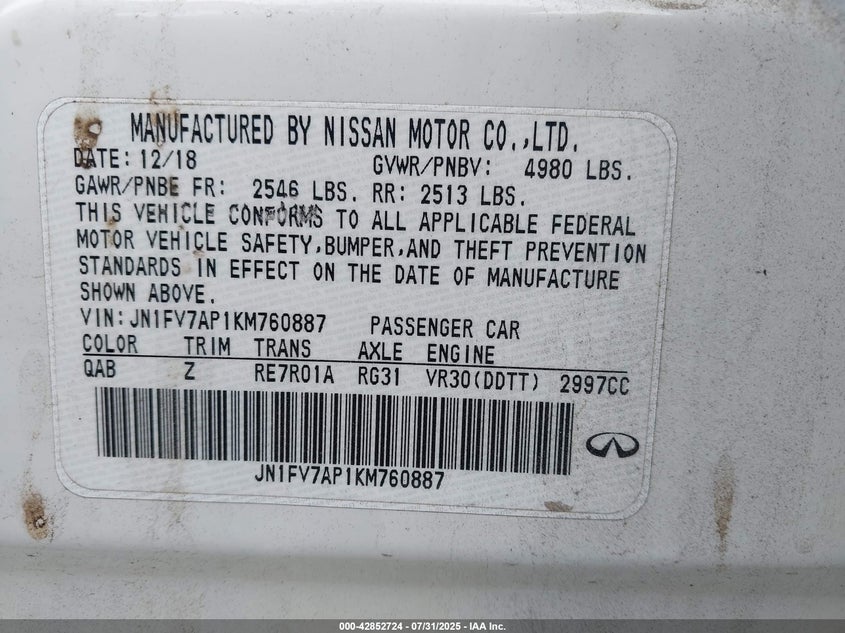 MANUFACTURED BY NISSAN MOTOR CO.,LTD.
DATE: 12/18 GVWR/PNBV: 4980 LBS.
GAWR/PNBE FR: 2546 LBS. RR: 2513 LBS.
THIS VEHICLE CONFORMS TO ALL APPLICABLE FEDERAL
MOTOR VEHICLE SAFETY,BUMPER,AND THEFT PREVENTION
STANDARDS IN EFFECT ON THE DATE OF MANUFACTURE
SHOWN ABOVE.
VIN:JN1FV7AP1KM760887 PASSENGER CAR
COLOR TRIM TRANS AXLE ENGINE
QAB Z RE7R01A RG31 VR30(DDTT) 2997CC
JN1FV7AP1KM760887
000-42852724 - 07/31/2025 - IAA Inc.